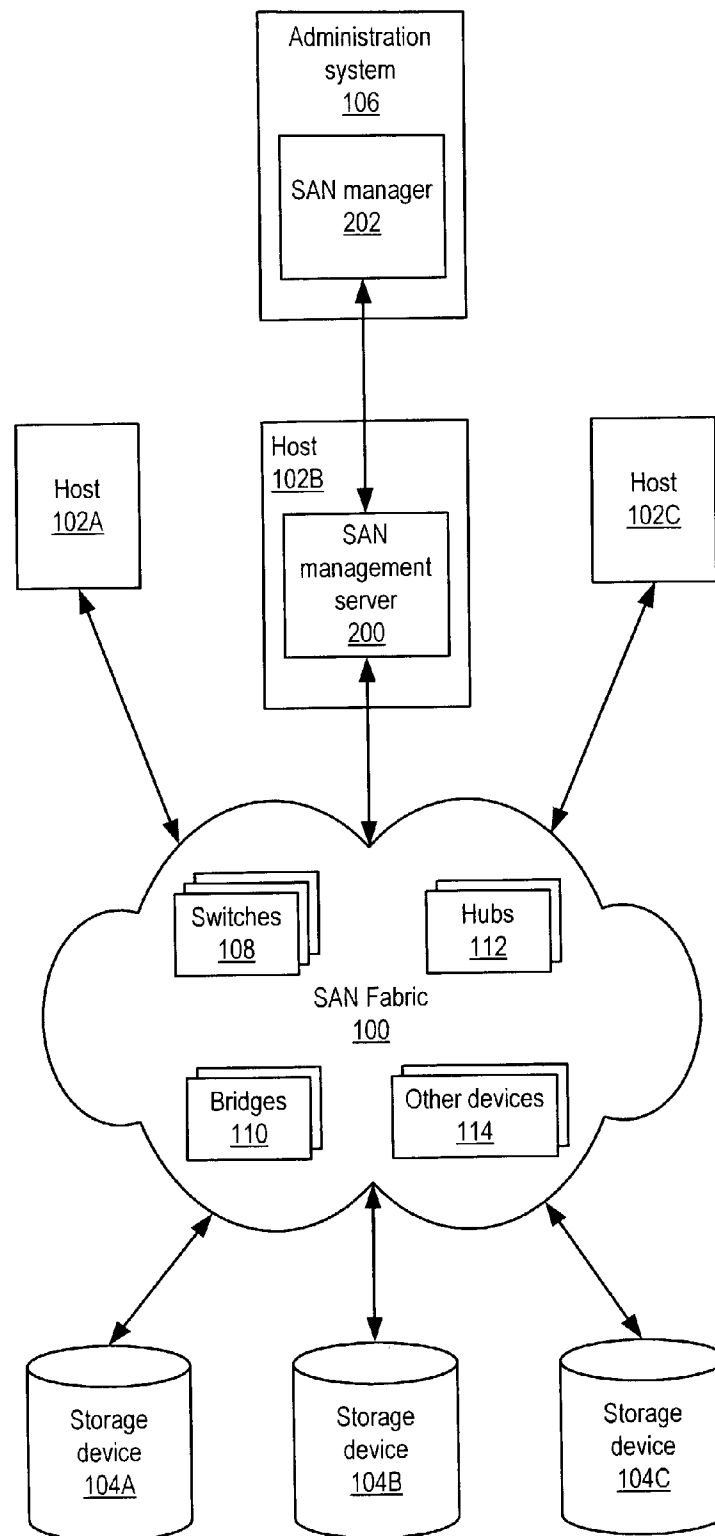 Administration
system
106
SAN manager
202
Host
102A
Host
102B
SAN
management
server
200
Host
102C
Switches
108
Hubs
112
SAN Fabric
100
Bridges
110
Other devices
114
Storage
device
104A
Storage
device
104B
Storage
device
104C